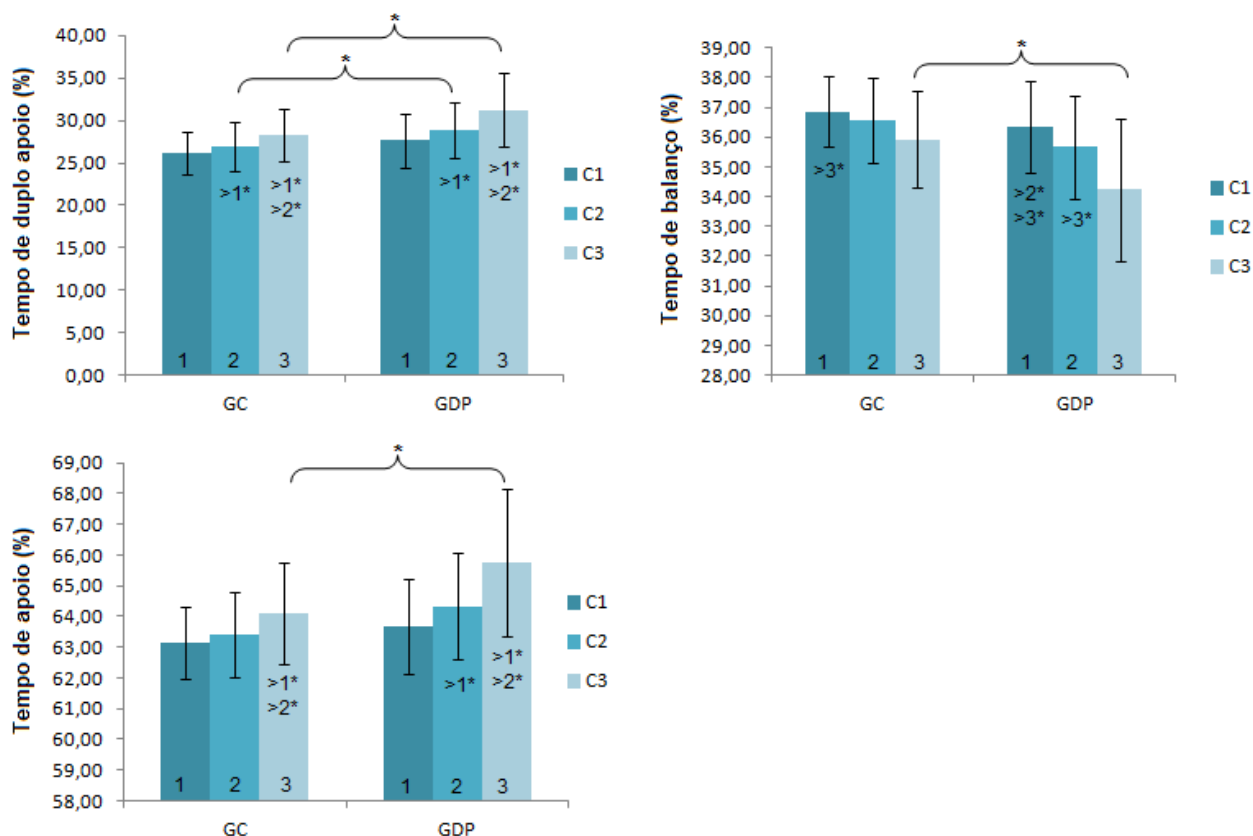 *
*
Tempo de duplo apoio (%)
40,00
35,00
30,00
25,00
20,00
15,00
10,00
5,00
0,00
>1*
>1*
>2*
>1*
>1*
>2*
1 2 3 1 2 3
GC GDP
C1
C2
C3
*
Tempo de balanço (%)
39,00
38,00
37,00
36,00
35,00
34,00
33,00
32,00
31,00
30,00
29,00
28,00
>3*
>2*
>3*
>3*
1 2 3 1 2 3
GC GDP
C1
C2
C3
*
Tempo de apoio (%)
69,00
68,00
67,00
66,00
65,00
64,00
63,00
62,00
61,00
60,00
59,00
58,00
>1*
>2*
>1*
>1*
>2*
1 2 3 1 2 3
GC GDP
C1
C2
C3